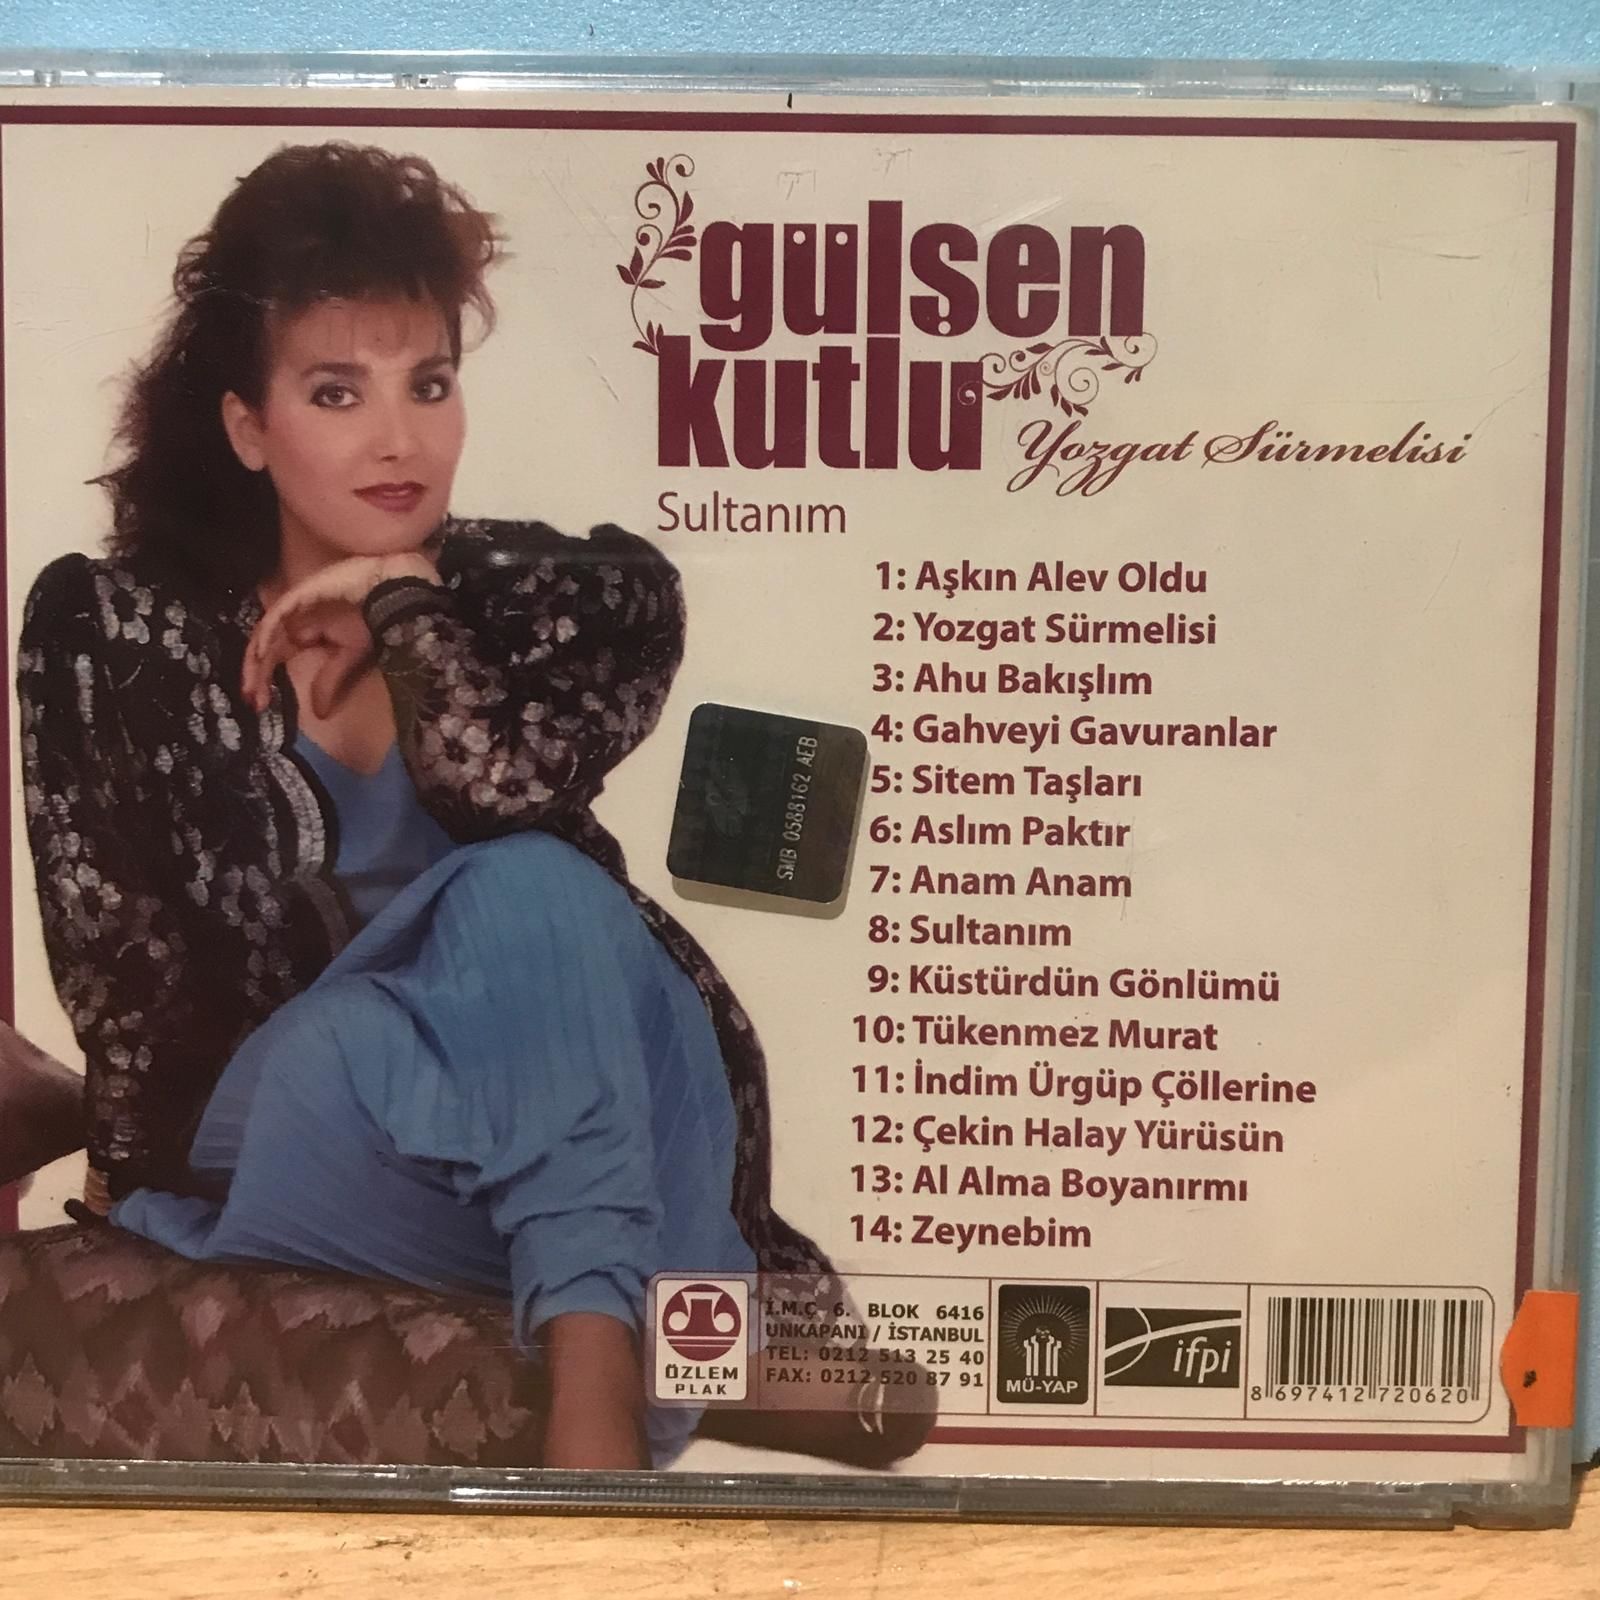 gülşen
kutlu
Yozgat Sürmelisi
Sultanım
1: Aşkın Alev Oldu
2: Yozgat Sürmelisi
3: Ahu Bakışlım
4: Gahveyi Gavuranlar
5: Sitem Taşları
6: Aslım Paktır
7: Anam Anam
8: Sultanım
9: Küstürdün Gönlümü
10: Tükenmez Murat
11: İndim Ürgüp Çöllerine
12: Çekin Halay Yürüsün
13: Al Alma Boyanırmı
14: Zeynebim
SMB 0588162 AEB
ÖZLEM
PLAK
İ.M.Ç 6. BLOK 6416
UNKAPANI / İSTANBUL
TEL: 0212 513 25 40
FAX: 0212 520 87 91
MÜ-YAP
ifpi
8 697412 720620